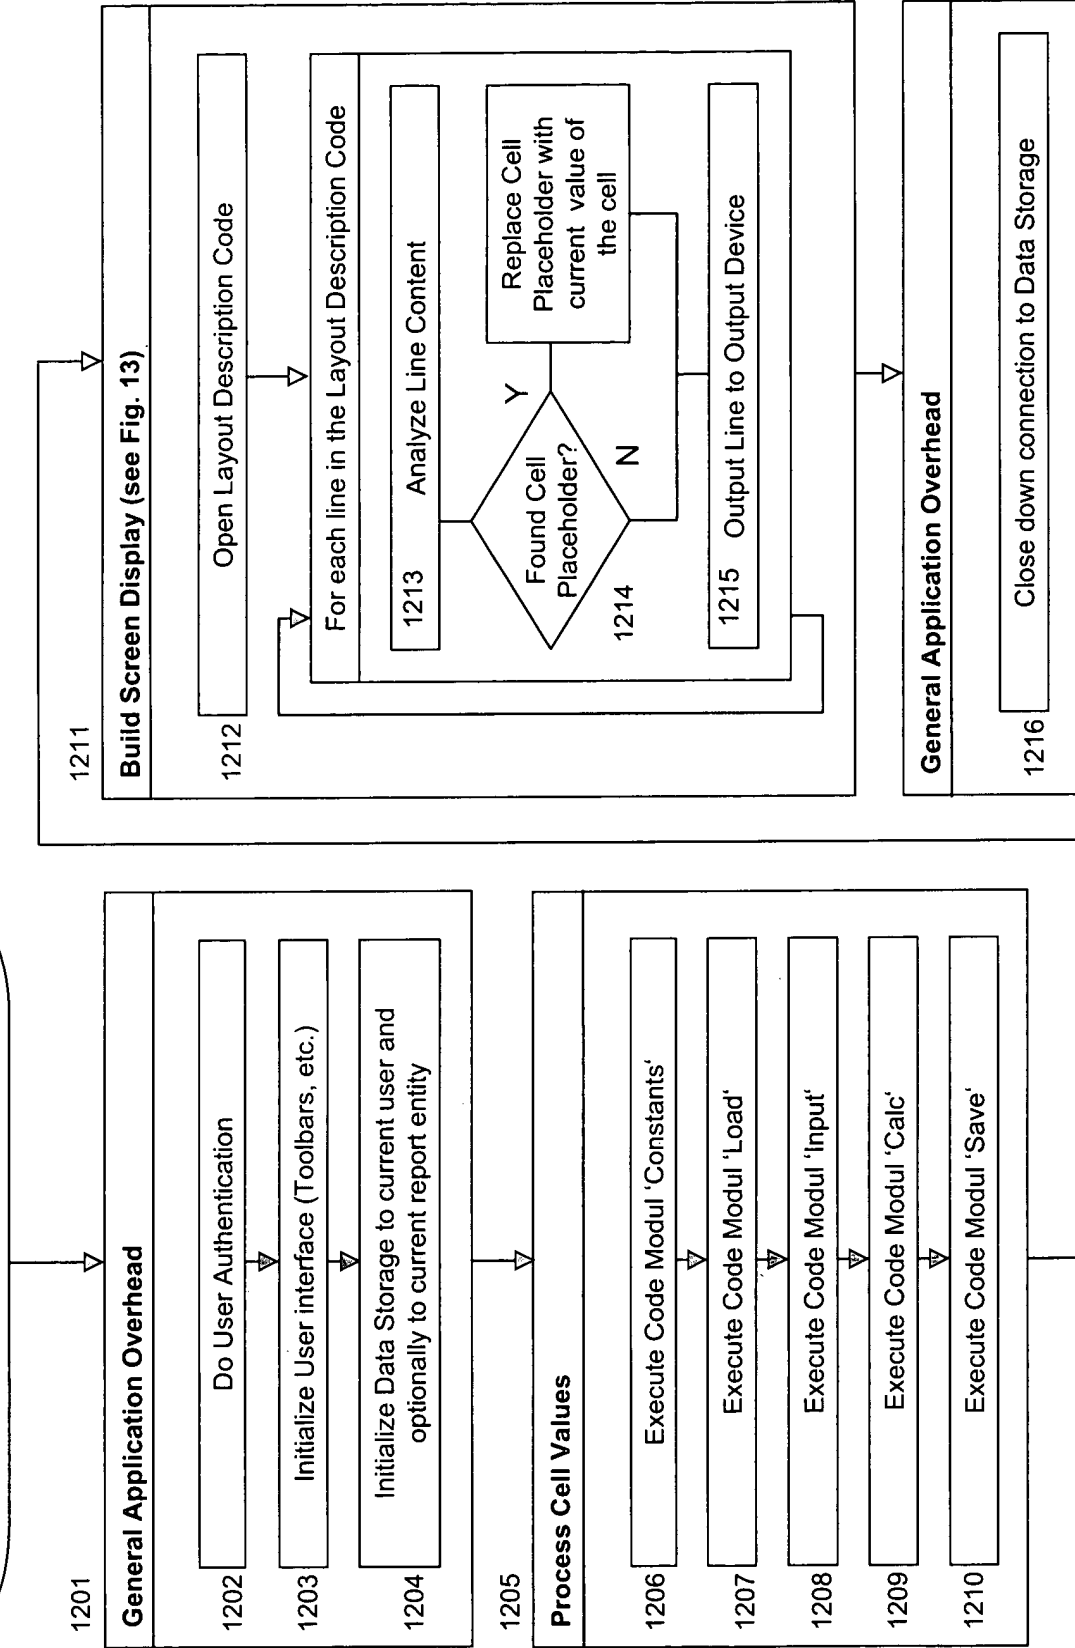 1201
General Application Overhead
1202
Do User Authentication
1203
Initialize User interface (Toolbars, etc.)
1204
Initialize Data Storage to current user and
optionally to current report entity
1205
Process Cell Values
1206
Execute Code Modul ‘Constants‘
1207
Execute Code Modul ‘Load‘
1208
Execute Code Modul ‘Input‘
1209
Execute Code Modul ‘Calc‘
1210
Execute Code Modul ‘Save‘
1211
Build Screen Display (see Fig. 13)
1212
Open Layout Description Code
For each line in the Layout Description Code
1213 Analyze Line Content
Found Cell
Placeholder?
1214
Y
N
Replace Cell
Placeholder with
current value of
the cell
1215 Output Line to Output Device
General Application Overhead
1216
Close down connection to Data Storage